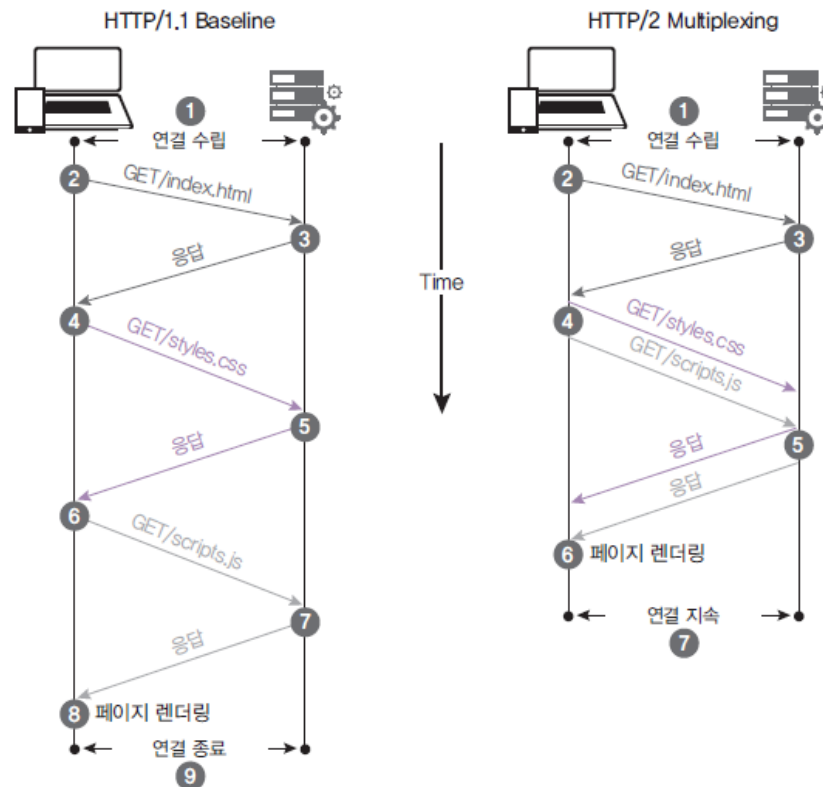 HTTP/1.1 Baseline
1
연결 수립
2
GET/index.html
3
응답
4
GET/styles.css
5
응답
6
GET/scripts.js
7
응답
8 페이지 렌더링
연결 종료
9
Time
HTTP/2 Multiplexing
1
연결 수립
2
GET/index.html
3
응답
4
GET/styles.css
GET/scripts.js
5
응답
응답
6 페이지 렌더링
연결 지속
7